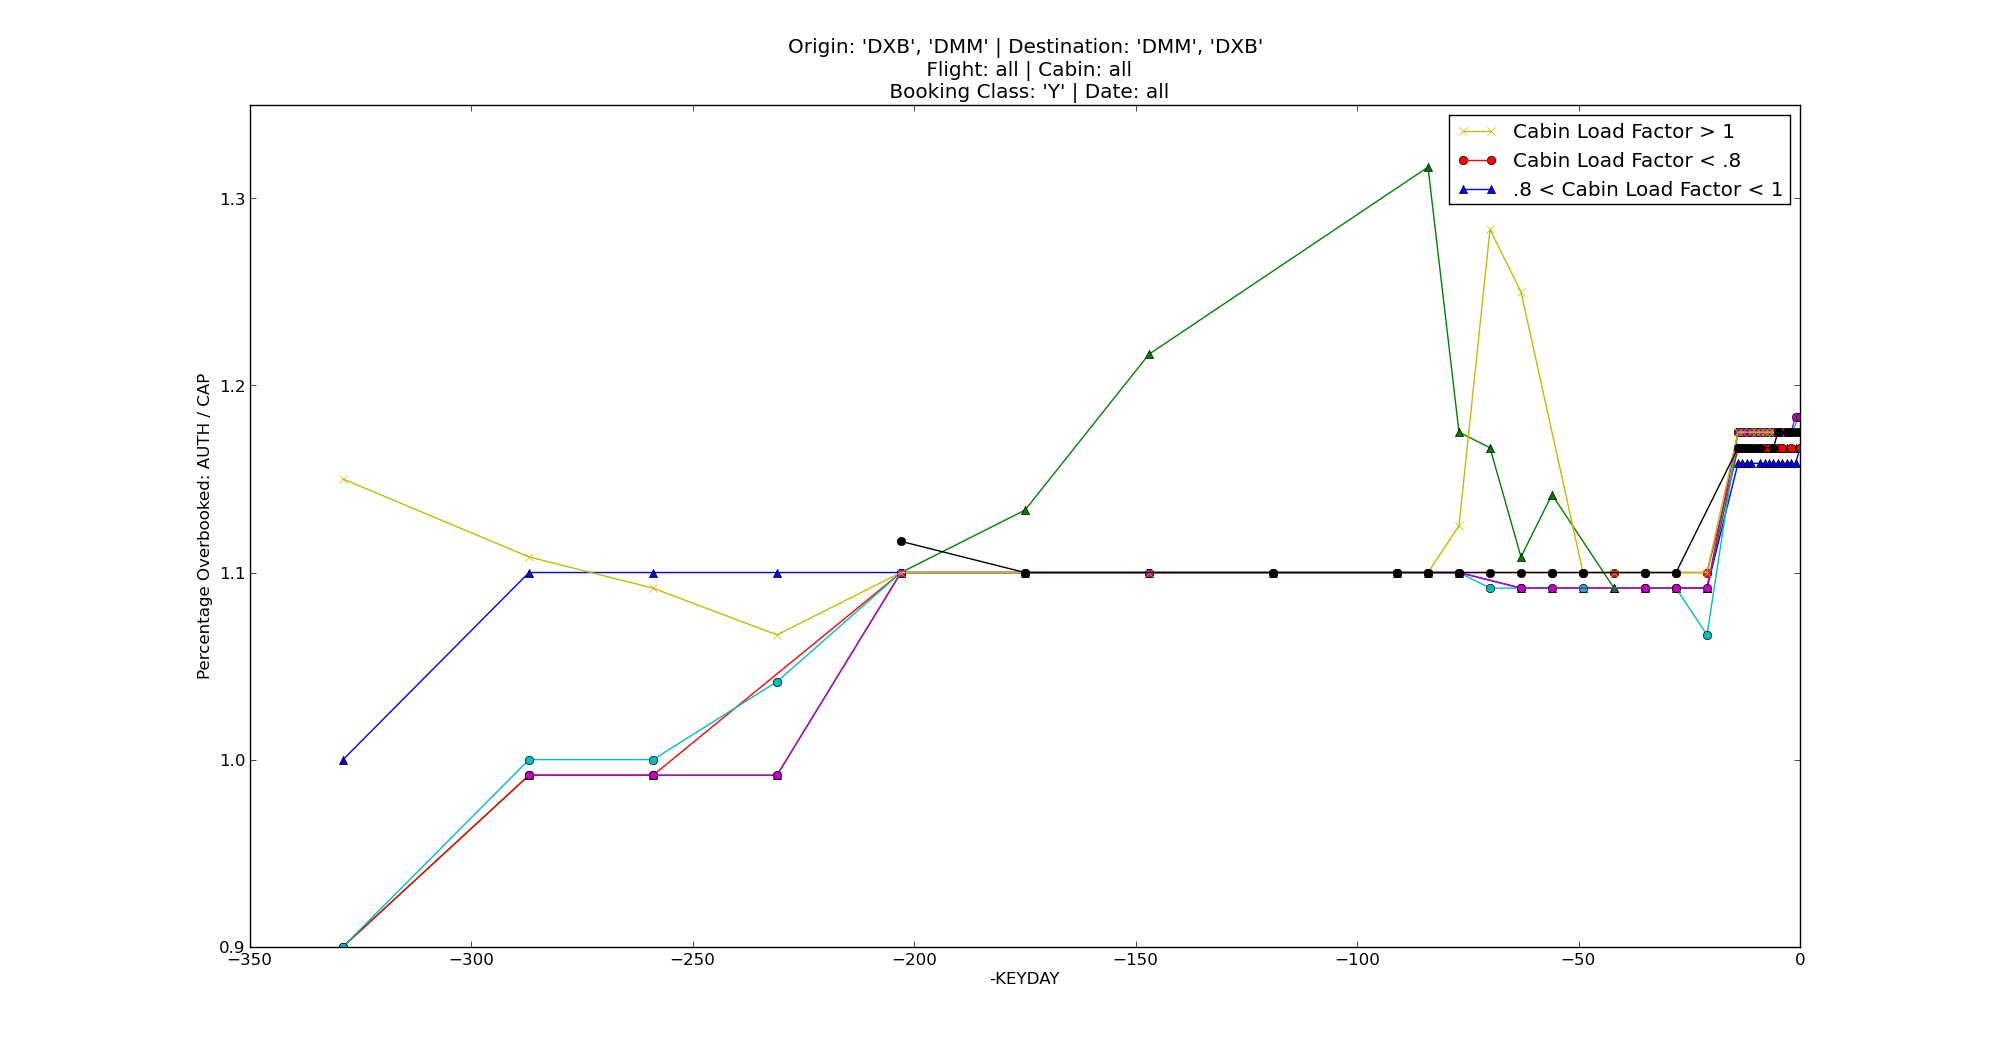 Origin: 'DXB', 'DMM' | Destination: 'DMM', 'DXB'
Flight: all | Cabin: all
Booking Class: 'Y' | Date: all
Cabin Load Factor > 1
Cabin Load Factor < .8
.8 < Cabin Load Factor < 1
Percentage Overbooked: AUTH / CAP
1.3
1.2
1.1
1.0
0.9
−350 −300 −250 −200 −150 −100 −50 0
-KEYDAY